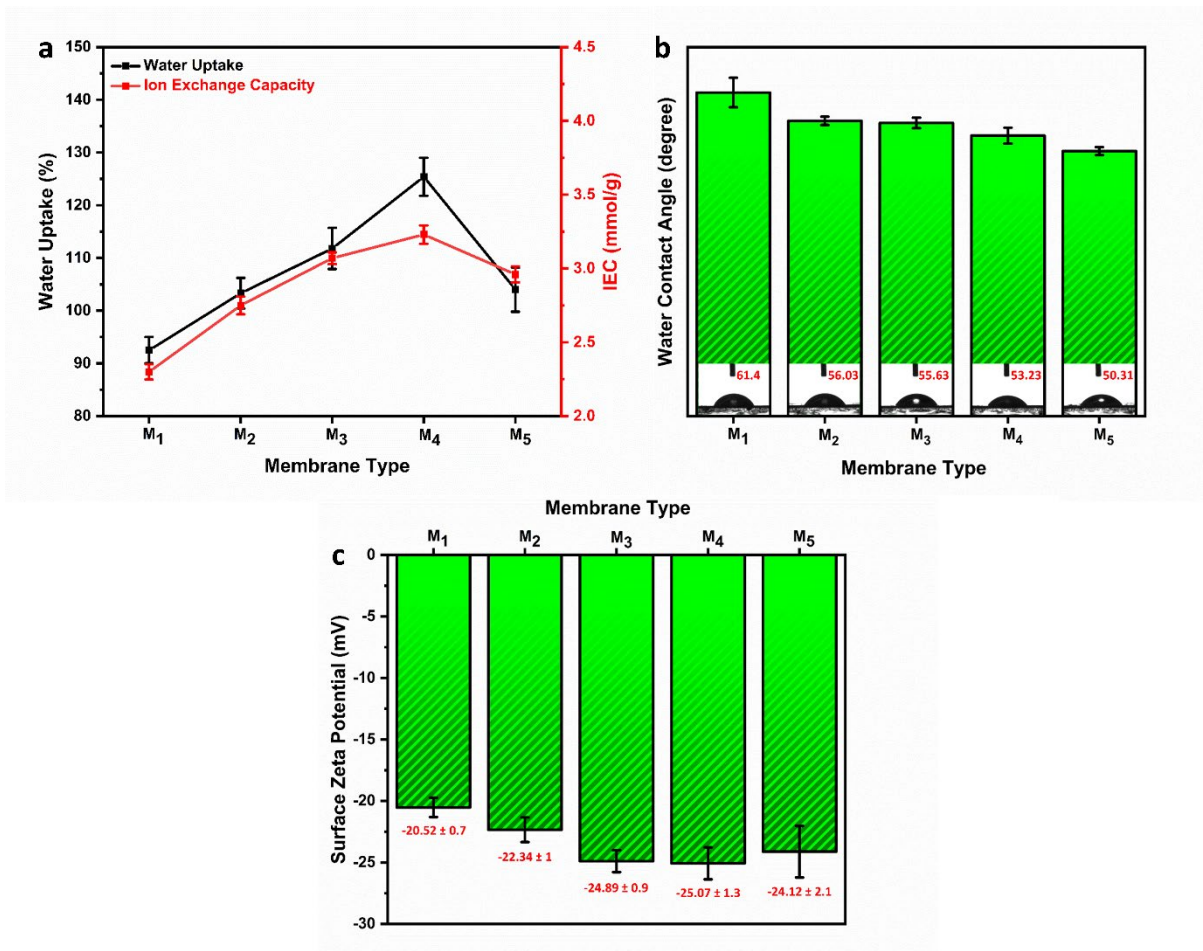 a
150
140
130
120
110
100
90
80
Water Uptake (%)
Water Uptake
Ion Exchange Capacity
4.5
4.0
3.5
3.0
2.5
2.0
IEC (mmol/g)
M1 M2 M3 M4 M5
Membrane Type
b
Water Contact Angle (degree)
61.4 56.03 55.63 53.23 50.31
M1 M2 M3 M4 M5
Membrane Type
Membrane Type
M1 M2 M3 M4 M5
c
0
-5
-10
-15
-20
-25
-30
Surface Zeta Potential (mV)
-20.52 ± 0.7
-22.34 ± 1
-24.89 ± 0.9
-25.07 ± 1.3
-24.12 ± 2.1